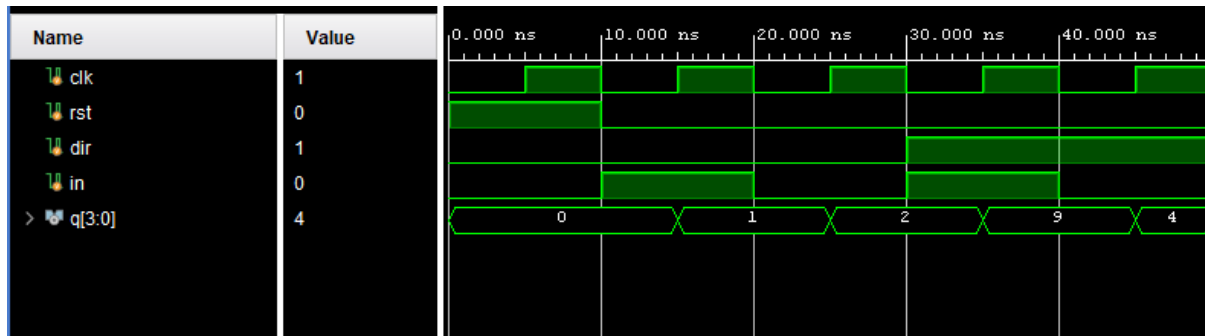 Name Value 0.000 ns 10.000 ns 20.000 ns 30.000 ns 40.000 ns
clk 1
rst 0
dir 1
in 0
> q[3:0] 4 0 1 2 9 4